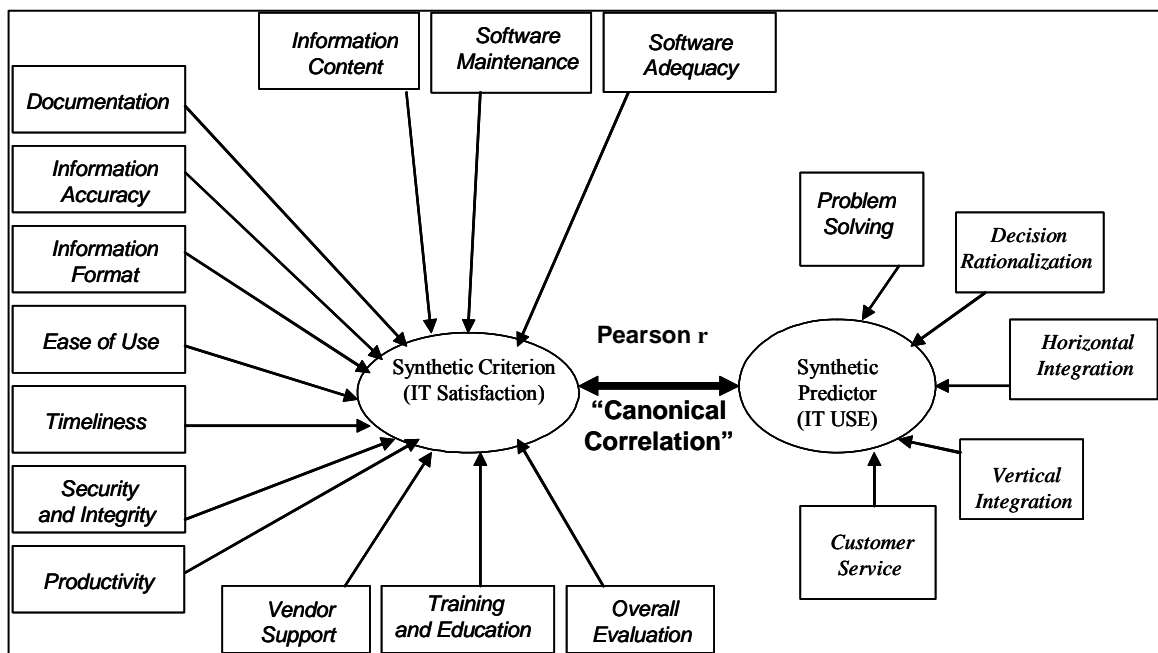 Information
Content
Software
Maintenance
Software
Adequacy
Documentation
Information
Accuracy
Information
Format
Ease of Use
Timeliness
Security
and Integrity
Productivity
Vendor
Support
Training
and Education
Overall
Evaluation
Synthetic Criterion
(IT Satisfaction)
Pearson r
“Canonical
Correlation”
Synthetic
Predictor
(IT USE)
Problem
Solving
Decision
Rationalization
Horizontal
Integration
Vertical
Integration
Customer
Service